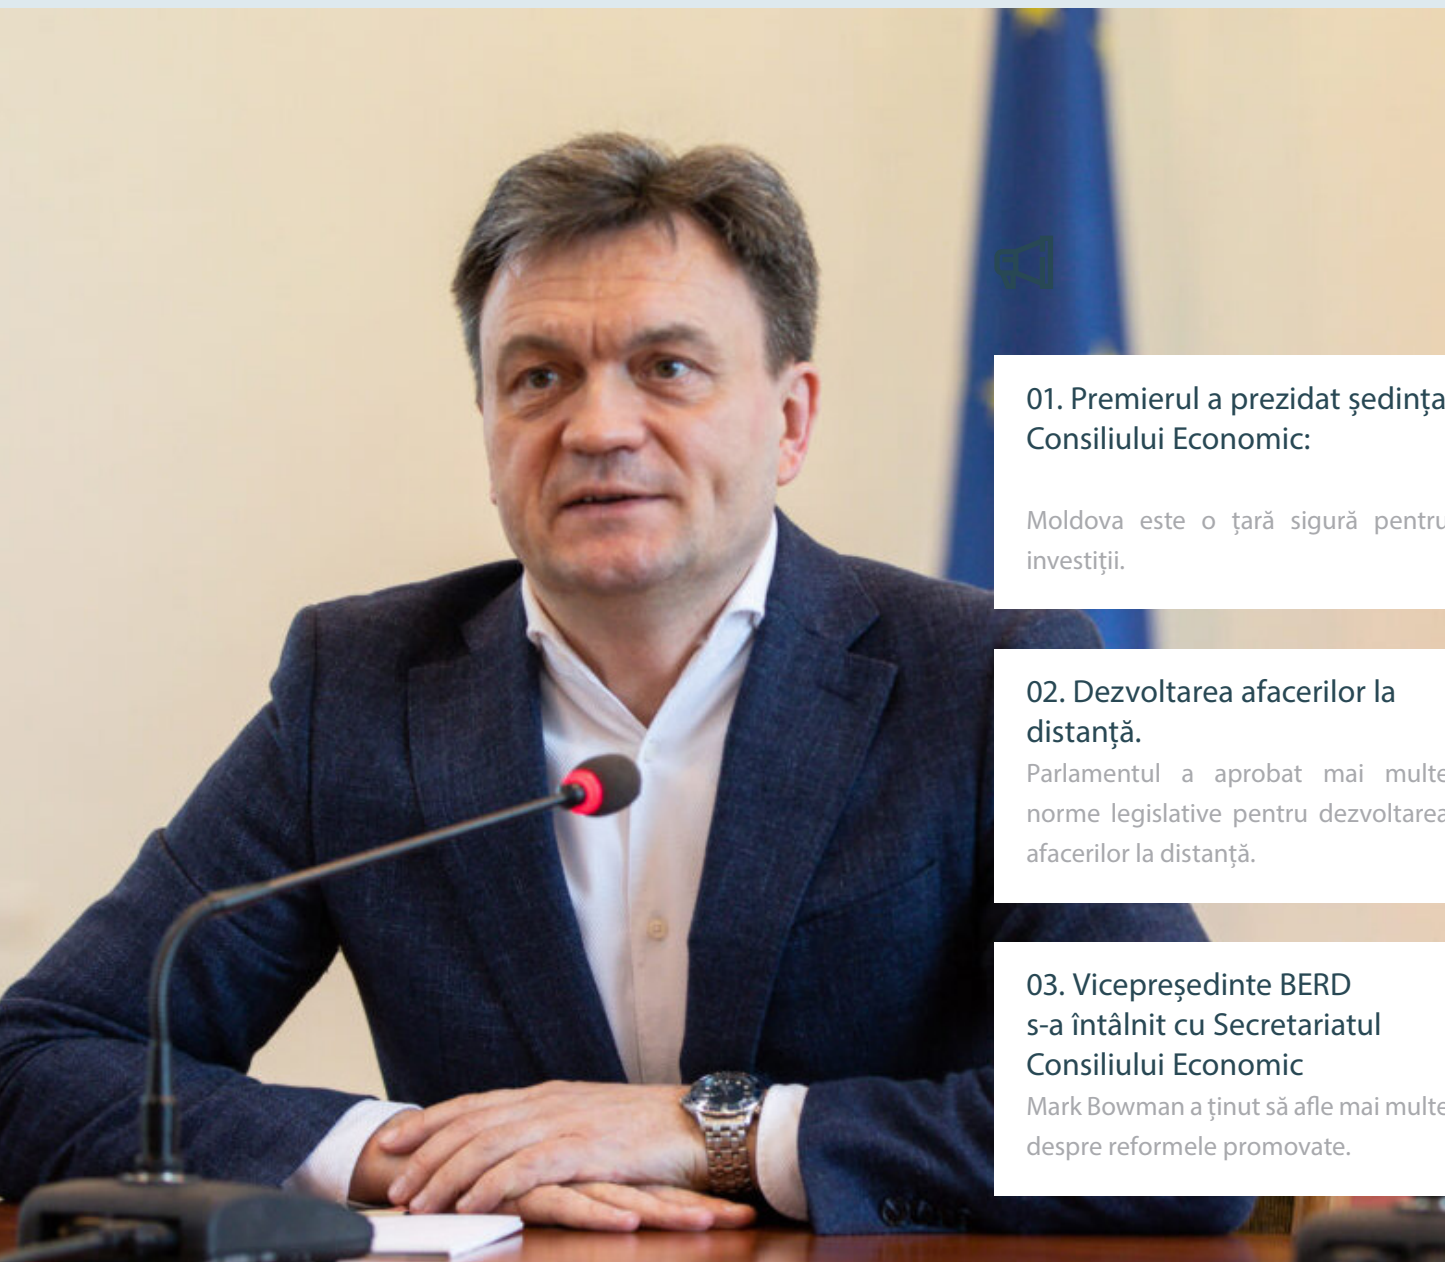 01. Premierul a prezidat ședința
Consiliului Economic:
Moldova este o țară sigură pentru
investiții.
02. Dezvoltarea afacerilor la
distanță.
Parlamentul a aprobat mai multe
norme legislative pentru dezvoltarea
afacerilor la distanță.
03. Vicepreședinte BERD
s-a întâlnit cu Secretariatul
Consiliului Economic
Mark Bowman a ținut să afle mai multe
despre reformele promovate.